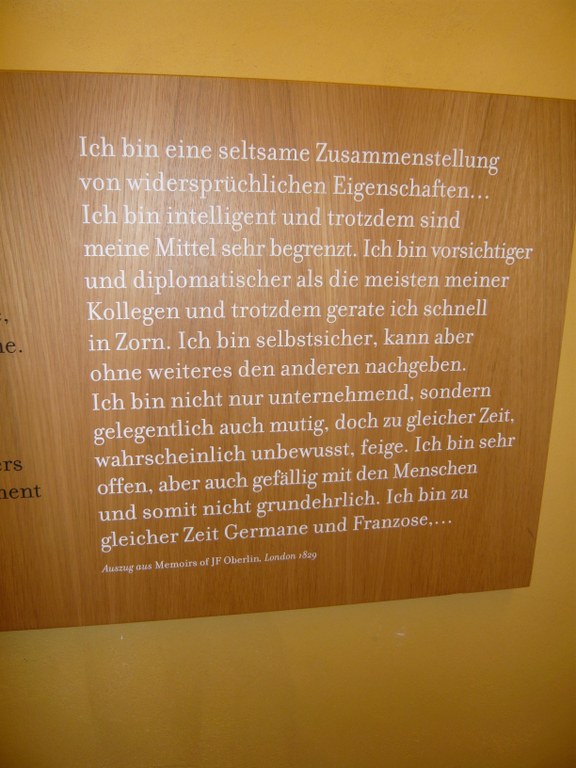 Ich bin eine seltsame Zusammenstellung
von widersprüchlichen Eigenschaften...
Ich bin intelligent und trotzdem sind
meine Mittel sehr begrenzt. Ich bin vorsichtiger
und diplomatischer als die meisten meiner
Kollegen und trotzdem gerate ich schnell
in Zorn. Ich bin selbstsicher, kann aber
ohne weiteres den anderen nachgeben.
Ich bin nicht nur unternehmend, sondern
gelegentlich auch mutig, doch zu gleicher Zeit,
wahrscheinlich unbewusst, feige. Ich bin sehr
offen, aber auch gefällig mit den Menschen
und somit nicht grundehrlich. Ich bin zu
gleicher Zeit Germane und Franzose,...
Auszug aus Memoirs of JF Oberlin. London 1829